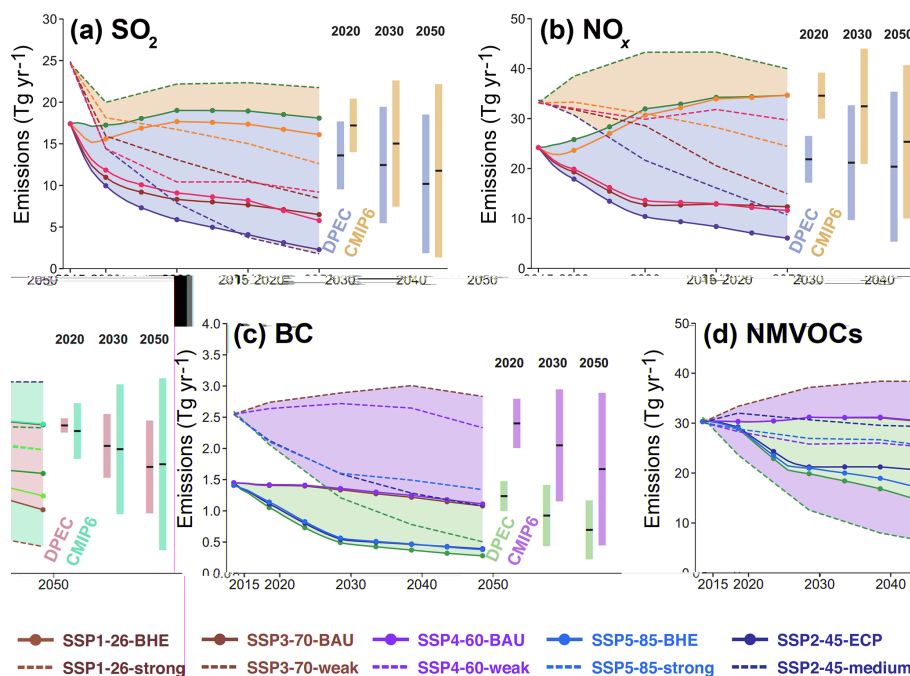 (a) SO2
(b) NOx
Emissions (Tg yr-1)
Emissions (Tg yr-1)
30
25
20
15
10
5
0
50
40
30
20
10
0
2020 2030 2050
2020 2030 2050
DPEC
CMIP6
DPEC
CMIP6
2050 2015 2020 2030 2040 2050
2015 2020 2030 2040
(c) BC
(d) NMVOCs
Emissions (Tg yr-1)
Emissions (Tg yr-1)
2020 2030 2050
DPEC
CMIP6
2050
4.0
3.5
3.0
2.5
2.0
1.5
1.0
0.5
2020 2030 2050
DPEC
CMIP6
2015 2020 2030 2040 2050
50
40
30
20
10
2015 2020 2030 2040
SSP1-26-BHE SSP3-70-BAU SSP4-60-BAU SSP5-85-BHE SSP2-45-ECP
SSP1-26-strong SSP3-70-weak SSP4-60-weak SSP5-85-strong SSP2-45-medium